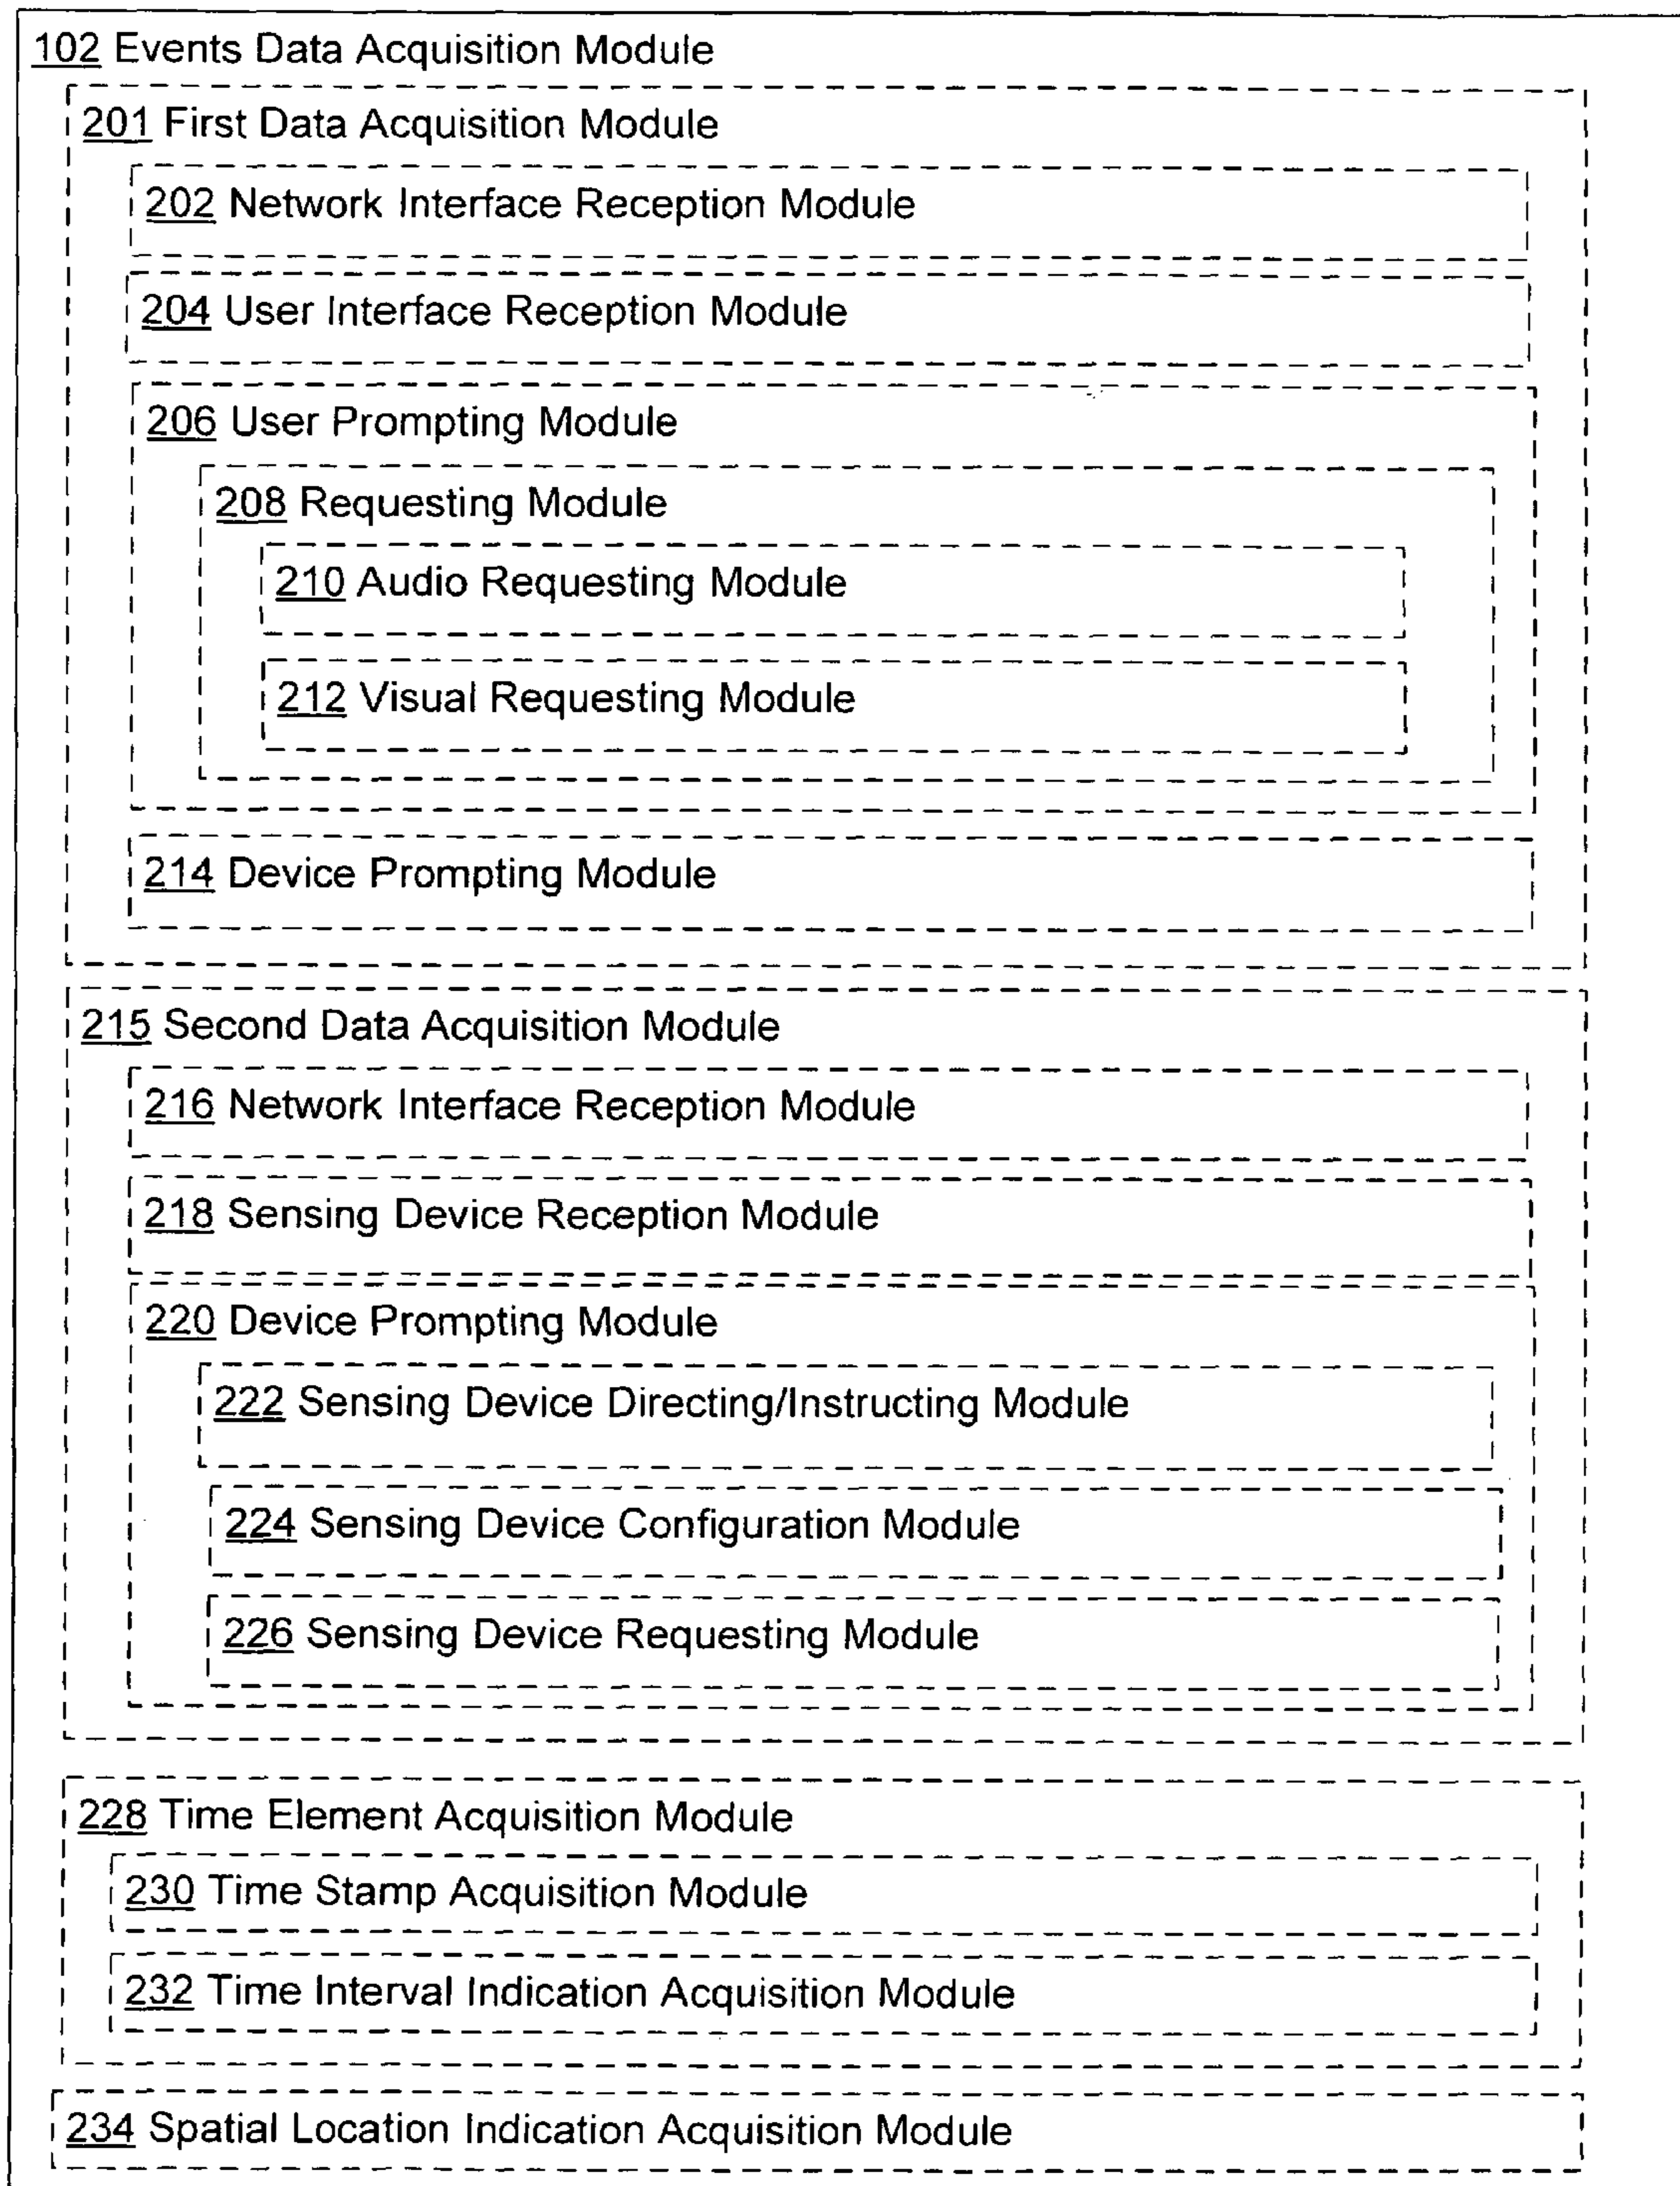 102 Events Data Acquisition Module
201 First Data Acquisition Module
202 Network Interface Reception Module
204 User Interface Reception Module
206 User Prompting Module
208 Requesting Module
210 Audio Requesting Module
212 Visual Requesting Module
214 Device Prompting Module
215 Second Data Acquisition Module
216 Network Interface Reception Module
218 Sensing Device Reception Module
220 Device Prompting Module
222 Sensing Device Directing/Instructing Module
224 Sensing Device Configuration Module
226 Sensing Device Requesting Module
228 Time Element Acquisition Module
230 Time Stamp Acquisition Module
232 Time Interval Indication Acquisition Module
234 Spatial Location Indication Acquisition Module